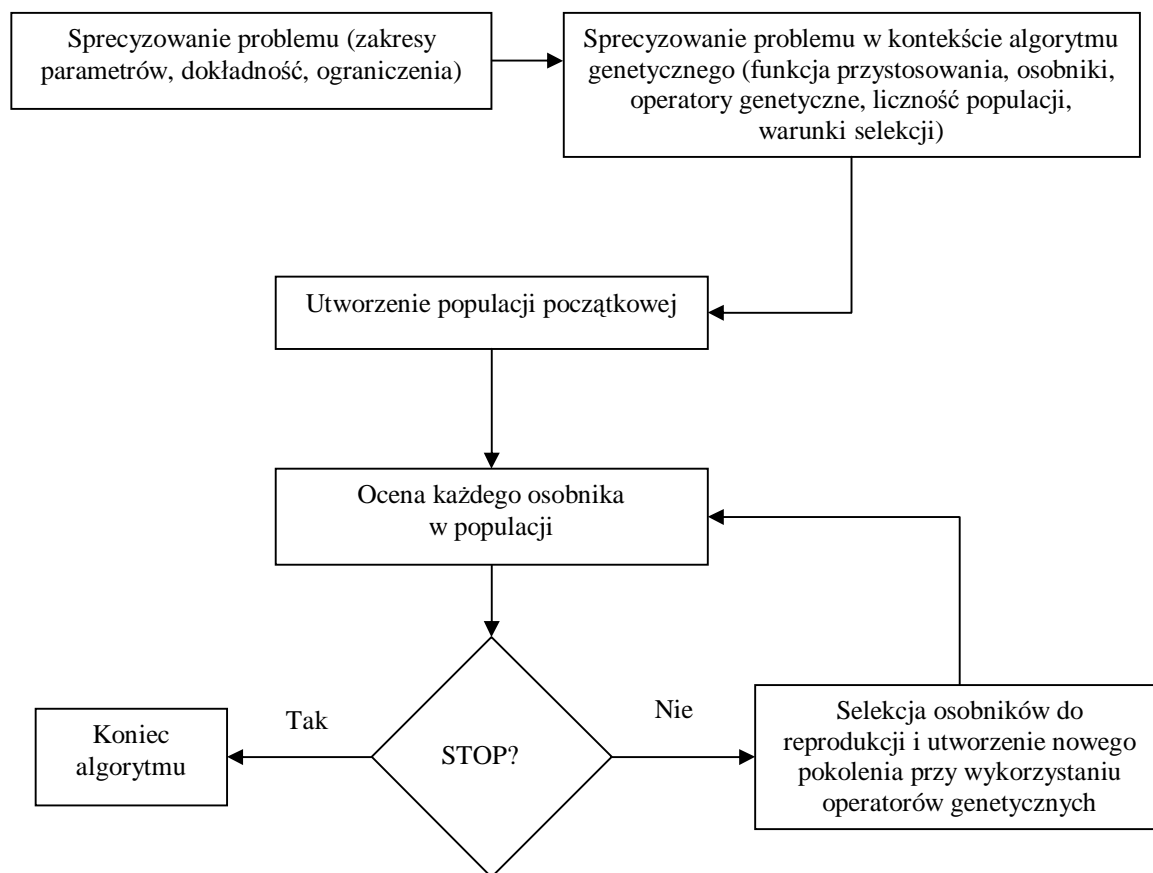 Sprecyzowanie problemu (zakresy
parametrów, dokładność, ograniczenia)
Sprecyzowanie problemu w kontekście algorytmu
genetycznego (funkcja przystosowania, osobniki,
operatory genetyczne, liczność populacji,
warunki selekcji)
Utworzenie populacji początkowej
Ocena każdego osobnika
w populacji
STOP?
Tak
Nie
Koniec
algorytmu
Selekcja osobników do
reprodukcji i utworzenie nowego
pokolenia przy wykorzystaniu
operatorów genetycznych